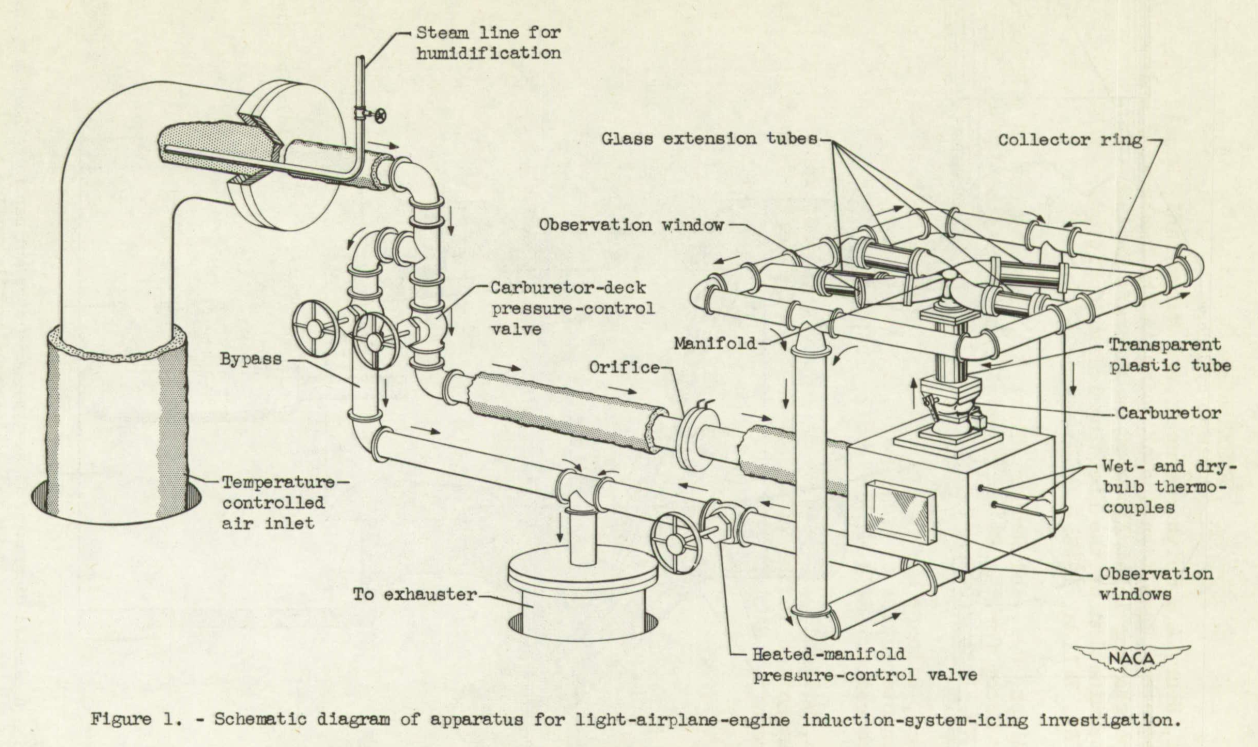 Steam line for
humidification
Glass extension tubes
Collector ring
Observation window
Carburetor-deck
pressure-control
valve
Manifold
Bypass
Orifice
Transparent
plastic tube
Carburetor
Wet- and dry-
bulb thermo-
couples
Temperature-
controlled
air inlet
To exhauster
Observation
windows
Heated-manifold
pressure-control valve
NACA
Figure 1. - Schematic diagram of apparatus for light-airplane-engine induction-system-icing investigation.